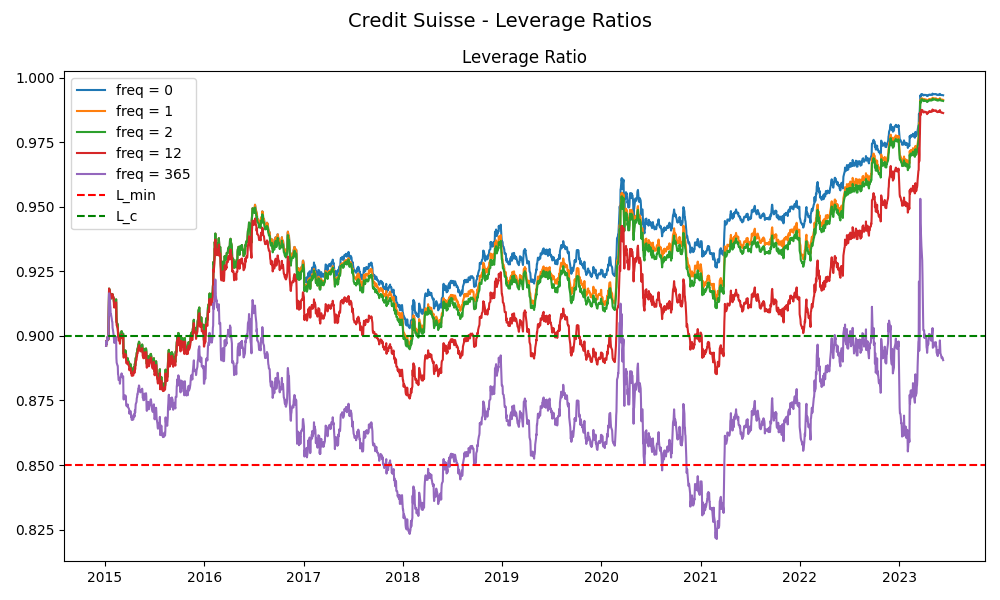 Credit Suisse - Leverage Ratios
Leverage Ratio
1.000
0.975
0.950
0.925
0.900
0.875
0.850
0.825
freq = 0
freq = 1
freq = 2
freq = 12
freq = 365
L_min
L_c
2015 2016 2017 2018 2019 2020 2021 2022 2023